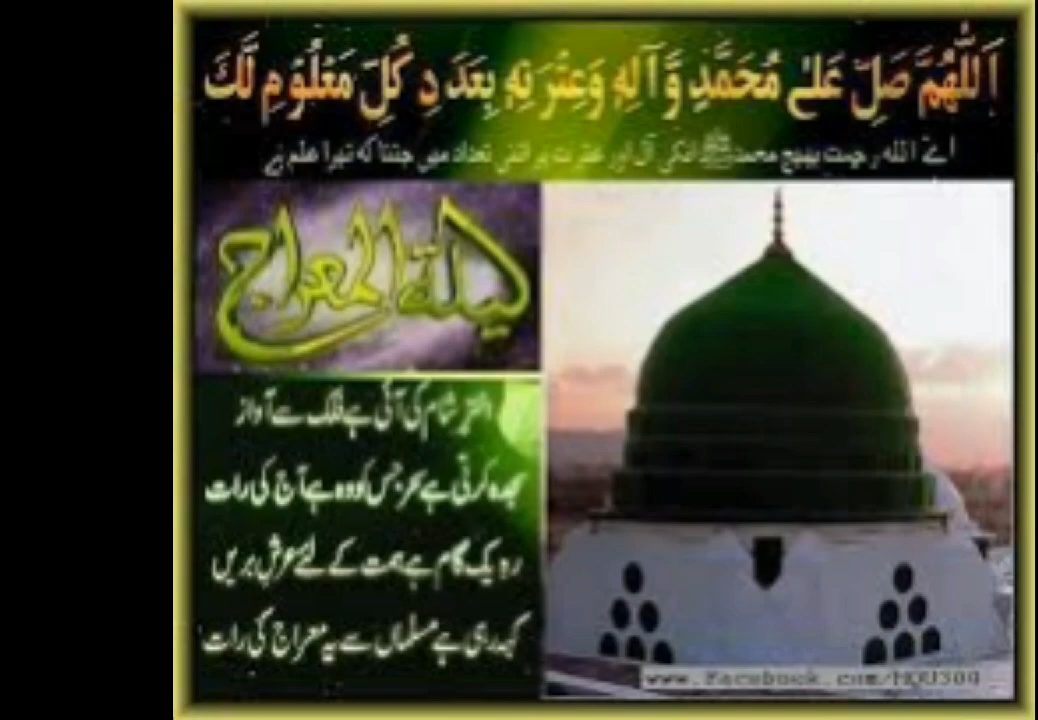 اَللّٰهُمَّ صَلِّ عَلٰى مُحَمَّدٍ وَّآلِهٖ وَعِتْرَتِهٖ بِعَدَدِ كُلِّ مَعْلُوْمٍ لَّكَ
اے اللہ رحمت بھیج محمدﷺ انکی آل اور عترت پر اتنی تعداد میں جتنا کہ تیرا علم ہے
ليلة المعراج
اختر شام کی آتی ہے فلک سے آواز
سجدہ کرتی ہے سحر جس کو وہ ہے آج کی رات
رہ یک گام ہے ہمت کے لئے عرش بریں
کہہ رہی ہے مسلماں سے یہ معراج کی رات
www.Facebook.com/